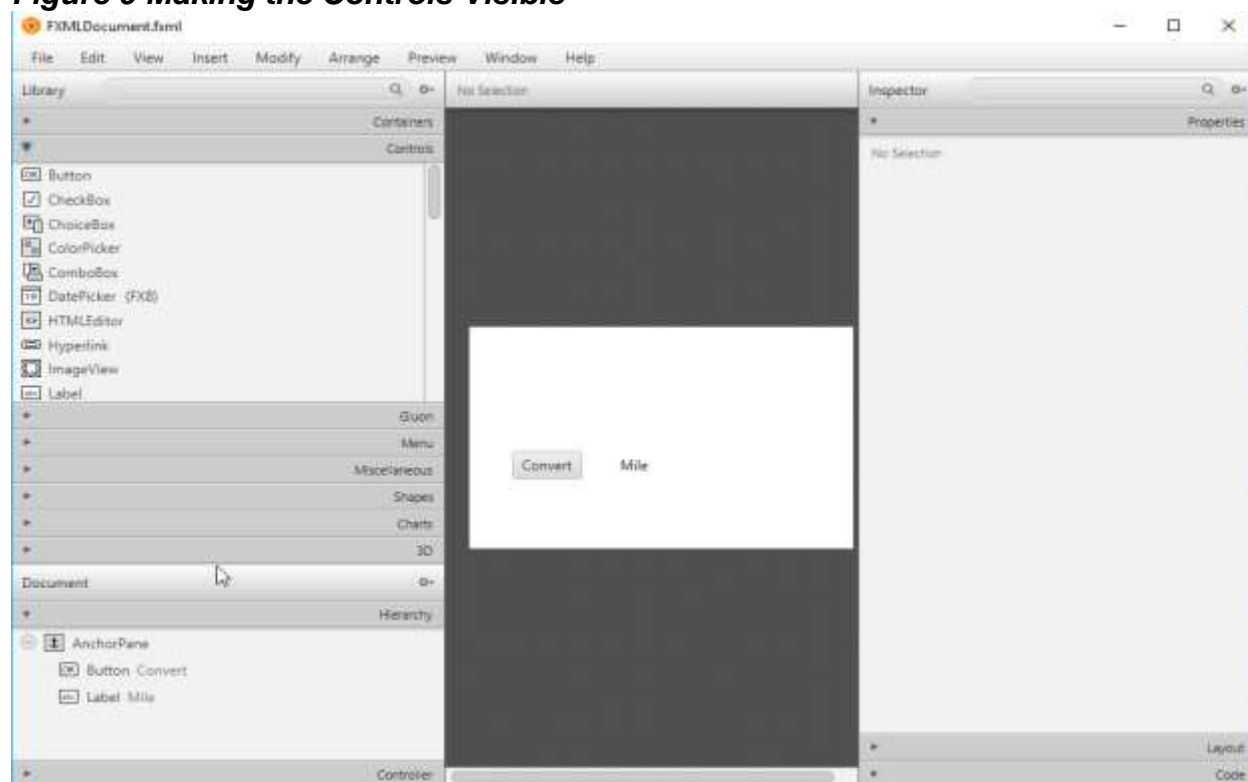 Figure 9 Making the Controls Visible
FXMLDocument.fxml
File Edit View Insert Modify Arrange Preview Window Help
Library
Containers
Controls
Button
CheckBox
ChoiceBox
ColorPicker
ComboBox
DatePicker (FX8)
HTMLEditor
Hyperlink
ImageView
Label
Gluon
Menu
Miscellaneous
Shapes
Charts
3D
Document
Hierarchy
AnchorPane
Button Convert
Label Mile
Controller
No Selection
Convert Mile
Inspector
Properties
No Selection
Layout
Code